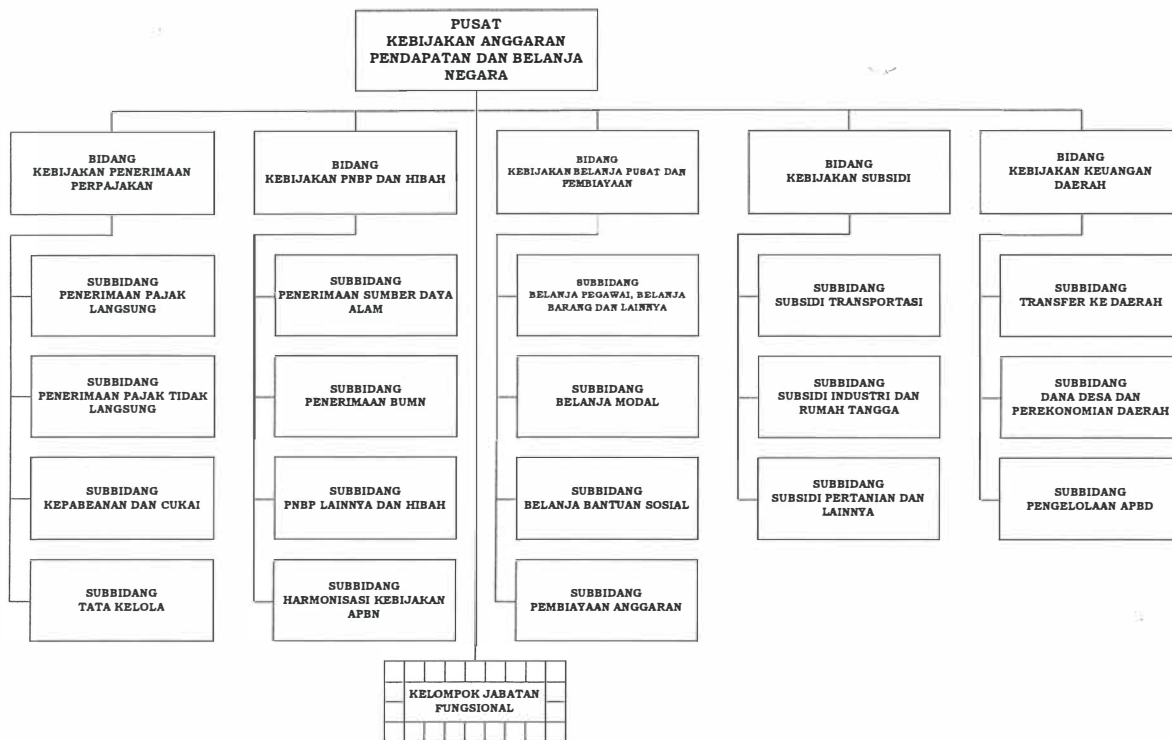 PUSAT
KEBIJAKAN ANGGARAN
PENDAPATAN DAN BELANJA
NEGARA
BIDANG
KEBIJAKAN PENERIMAAN
PERPAJAKAN
BIDANG
KEBIJAKAN PNBP DAN HIBAH
BIDANG
KEBIJAKAN BELANJA PUSAT DAN
PEMBIAYAAN
BIDANG
KEBIJAKAN SUBSIDI
BIDANG
KEBIJAKAN KEUANGAN
DAERAH
SUBBIDANG
PENERIMAAN PAJAK
LANGSUNG
SUBBIDANG
PENERIMAAN SUMBER DAYA
ALAM
SUBBIDANG
BELANJA PEGAWAI, BELANJA
BARANG DAN LAINNYA
SUBBIDANG
SUBSIDI TRANSPORTASI
SUBBIDANG
TRANSFER KE DAERAH
SUBBIDANG
PENERIMAAN PAJAK TIDAK
LANGSUNG
SUBBIDANG
PENERIMAAN BUMN
SUBBIDANG
BELANJA MODAL
SUBBIDANG
SUBSIDI INDUSTRI DAN
RUMAH TANGGA
SUBBIDANG
DANA DESA DAN
PEREKONOMIAN DAERAH
SUBBIDANG
KEPABEANAN DAN CUKAI
SUBBIDANG
PNBP LAINNYA DAN HIBAH
SUBBIDANG
BELANJA BANTUAN SOSIAL
SUBBIDANG
SUBSIDI PERTANIAN DAN
LAINNYA
SUBBIDANG
PENGELOLAAN APBD
SUBBIDANG
TATA KELOLA
SUBBIDANG
HARMONISASI KEBIJAKAN
APBN
SUBBIDANG
PEMBIAYAAN ANGGARAN
KELOMPOK JABATAN
FUNGSIONAL